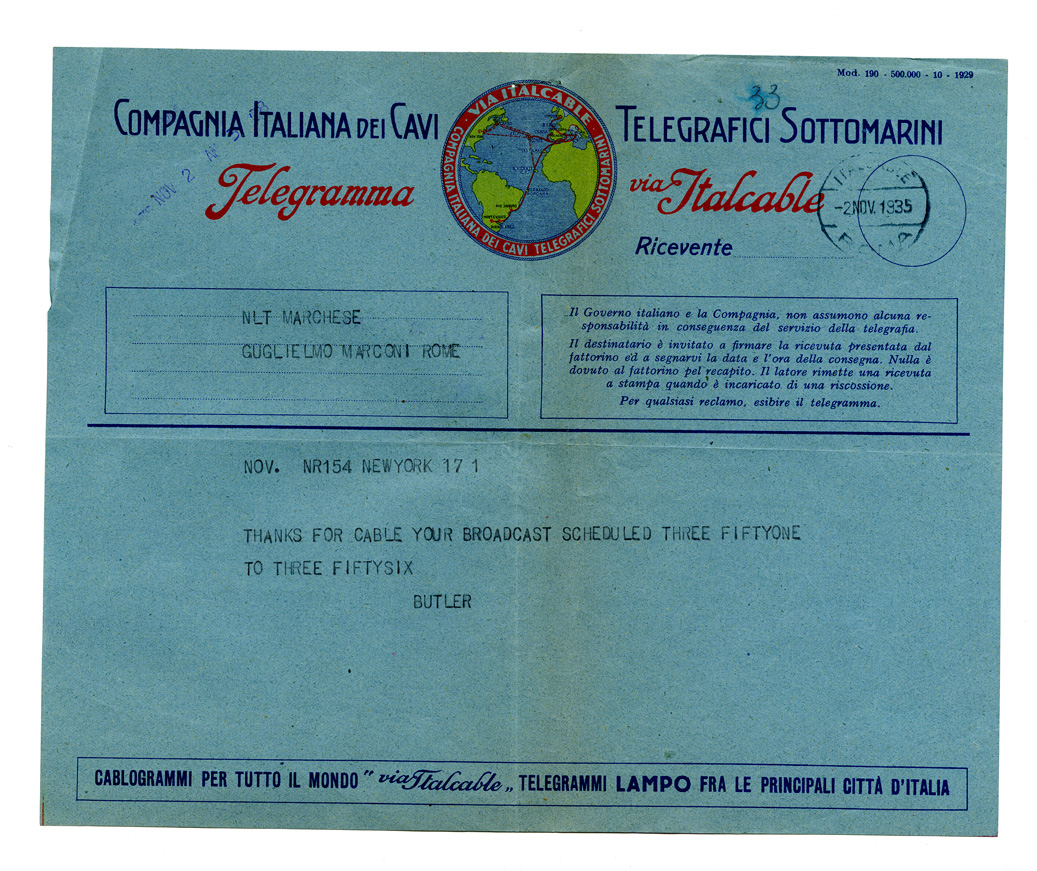 Mod. 190 - 500.000 - 10 - 1929
33
COMPAGNIA ITALIANA DEI CAVI
TELEGRAFICI SOTTOMARINI
· VIA ITALCABLE ·
COMPAGNIA ITALIANA DEI CAVI TELEGRAFICI SOTTOMARINI
NOV 2
Telegramma
via Italcable
-2NOV.1935
ROMA
Ricevente
NLT MARCHESE
GUGLIELMO MARCONI ROME
Il Governo italiano e la Compagnia, non assumono alcuna re-
sponsabilità in conseguenza del servizio della telegrafia.
Il destinatario è invitato a firmare la ricevuta presentata dal
fattorino ed a segnarvi la data e l'ora della consegna. Nulla è
dovuto al fattorino pel recapito. Il latore rimette una ricevuta
a stampa quando è incaricato di una riscossione.
Per qualsiasi reclamo, esibire il telegramma.
NOV. NR154 NEWYORK 17 1
THANKS FOR CABLE YOUR BROADCAST SCHEDULED THREE FIFTYONE
TO THREE FIFTYSIX
BUTLER
CABLOGRAMMI PER TUTTO IL MONDO "via Italcable„ TELEGRAMMI LAMPO FRA LE PRINCIPALI CITTÀ D'ITALIA